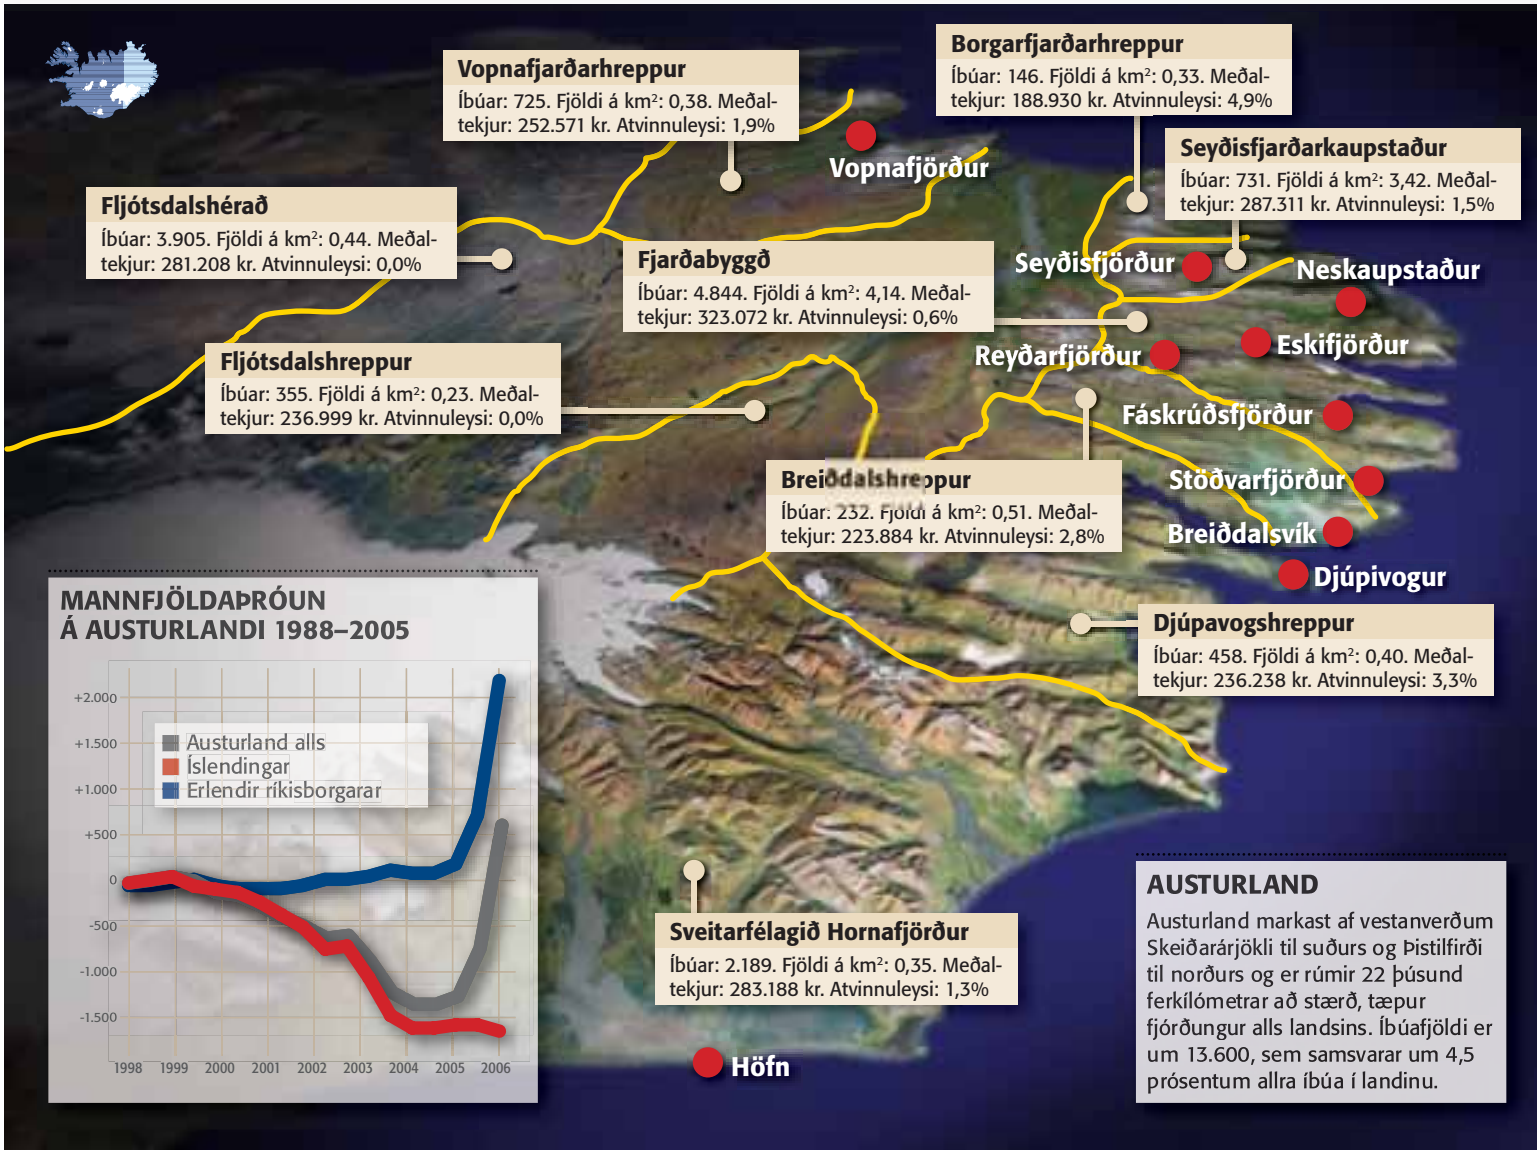 Vopnafjarðarhreppur
Íbúar: 725. Fjöldi á km²: 0,38. Meðal-
tekjur: 252.571 kr. Atvinnuleysi: 1,9%
Borgarfjarðarhreppur
Íbúar: 146. Fjöldi á km²: 0,33. Meðal-
tekjur: 188.930 kr. Atvinnuleysi: 4,9%
Vopnafjörður
Seyðisfjarðarkaupstaður
Íbúar: 731. Fjöldi á km²: 3,42. Meðal-
tekjur: 287.311 kr. Atvinnuleysi: 1,5%
Fljótsdalshérað
Íbúar: 3.905. Fjöldi á km²: 0,44. Meðal-
tekjur: 281.208 kr. Atvinnuleysi: 0,0%
Fjarðabyggð
Íbúar: 4.844. Fjöldi á km²: 4,14. Meðal-
tekjur: 323.072 kr. Atvinnuleysi: 0,6%
Seyðisfjörður
Neskaupstaður
Eskifjörður
Reyðarfjörður
Fljótsdalshreppur
Íbúar: 355. Fjöldi á km²: 0,23. Meðal-
tekjur: 236.999 kr. Atvinnuleysi: 0,0%
Fáskrúðsfjörður
Stöðvarfjörður
Breiðdalshreppur
Íbúar: 232. Fjöldi á km²: 0,51. Meðal-
tekjur: 223.884 kr. Atvinnuleysi: 2,8%
Breiðdalsvík
Djúpivogur
Djúpavogshreppur
Íbúar: 458. Fjöldi á km²: 0,40. Meðal-
tekjur: 236.238 kr. Atvinnuleysi: 3,3%
MANNFJÖLDAÞRÓUN
Á AUSTURLANDI 1988–2005
+2.000
+1.500
+1.000
+500
0
-500
-1.000
-1.500
Austurland alls
Íslendingar
Erlendir ríkisborgarar
1998 1999 2000 2001 2002 2003 2004 2005 2006
Sveitarfélagið Hornafjörður
Íbúar: 2.189. Fjöldi á km²: 0,35. Meðal-
tekjur: 283.188 kr. Atvinnuleysi: 1,3%
Höfn
AUSTURLAND
Austurland markast af vestanverðum
Skeiðarárjökli til suðurs og Þistilfirði
til norðurs og er rúmir 22 þúsund
ferkílómetrar að stærð, tæpur
fjórðungur alls landsins. Íbúafjöldi er
um 13.600, sem samsvarar um 4,5
prósentum allra íbúa í landinu.